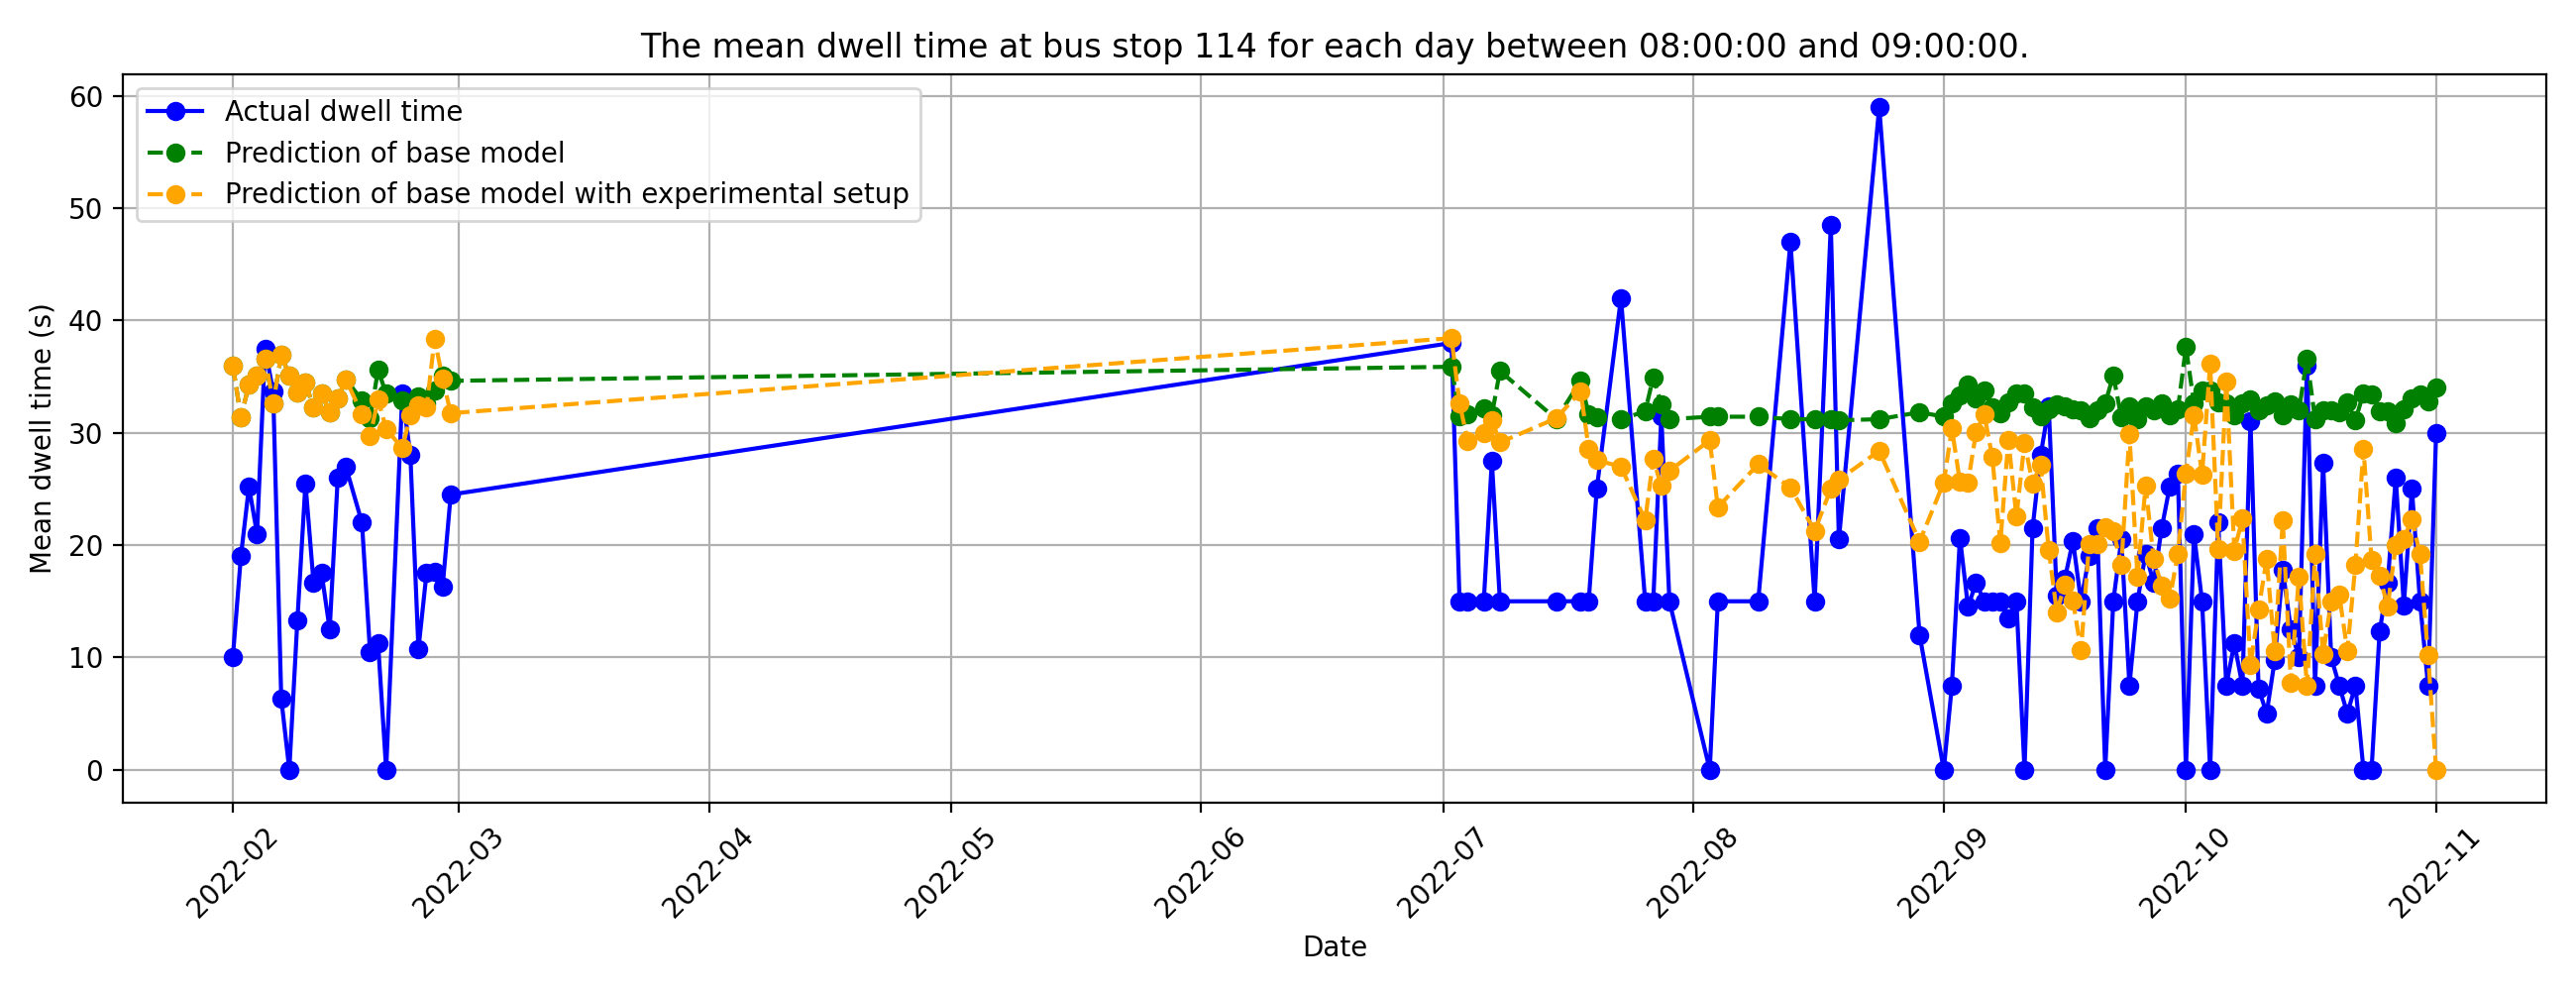 The mean dwell time at bus stop 114 for each day between 08:00:00 and 09:00:00.
Actual dwell time
Prediction of base model
Prediction of base model with experimental setup
Mean dwell time (s)
60
50
40
30
20
10
0
2022-02
2022-03
2022-04
2022-05
2022-06
2022-07
2022-08
2022-09
2022-10
2022-11
Date